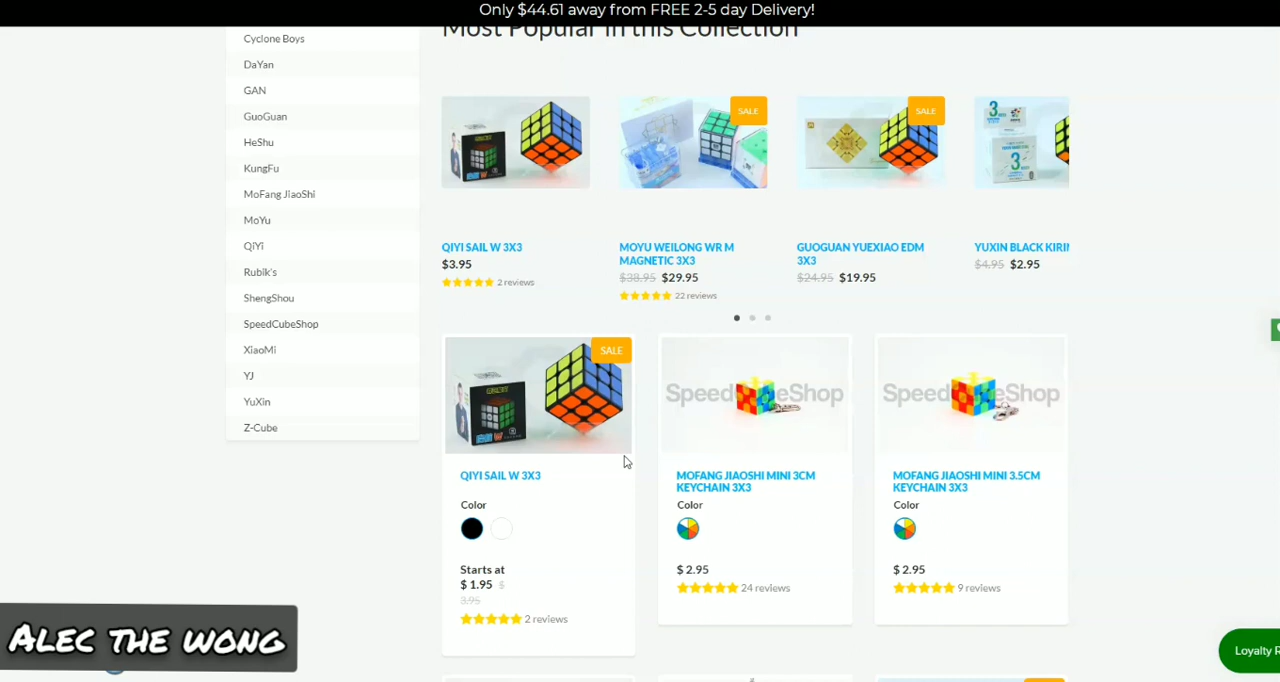 Only $44.61 away from FREE 2-5 day Delivery!
Most Popular in this Collection
Cyclone Boys
DaYan
GAN
GuoGuan
HeShu
KungFu
MoFang JiaoShi
MoYu
QiYi
Rubik's
ShengShou
SpeedCubeShop
XiaoMi
YJ
YuXin
Z-Cube
SALE
SALE
3
3
QIYI SAIL W 3X3
$3.95
2 reviews
MOYU WEILONG WR M
MAGNETIC 3X3
$38.95 $29.95
22 reviews
GUOGUAN YUEXIAO EDM
3X3
$24.95 $19.95
YUXIN BLACK KIRIN
$4.95 $2.95
SALE
QIYI SAIL W 3X3
Color
Starts at
$ 1.95 $
3.95
2 reviews
SpeedCubeShop
MOFANG JIAOSHI MINI 3CM
KEYCHAIN 3X3
Color
$ 2.95
24 reviews
SpeedCubeShop
MOFANG JIAOSHI MINI 3.5CM
KEYCHAIN 3X3
Color
$ 2.95
9 reviews
ALEC THE WONG
Loyalty R